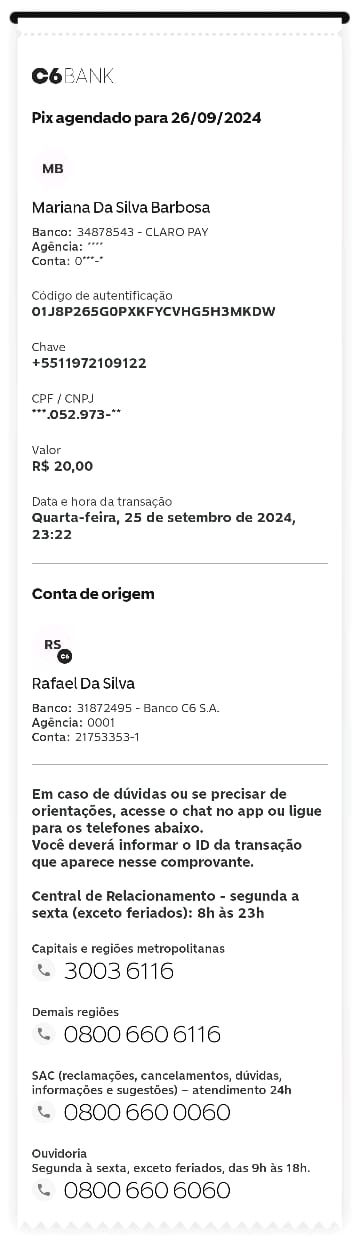 C6 BANK
Pix agendado para 26/09/2024
MB
Mariana Da Silva Barbosa
Banco: 34878543 - CLARO PAY
Agência: ****
Conta: 0***-*
Código de autentificação
01J8P265G0PXKFYCVHG5H3MKDW
Chave
+5511972109122
CPF / CNPJ
***.052.973-**
Valor
R$ 20,00
Data e hora da transação
Quarta-feira, 25 de setembro de 2024,
23:22
Conta de origem
RS
C6
Rafael Da Silva
Banco: 31872495 - Banco C6 S.A.
Agência: 0001
Conta: 21753353-1
Em caso de dúvidas ou se precisar de
orientações, acesse o chat no app ou ligue
para os telefones abaixo.
Você deverá informar o ID da transação
que aparece nesse comprovante.
Central de Relacionamento - segunda a
sexta (exceto feriados): 8h às 23h
Capitais e regiões metropolitanas
3003 6116
Demais regiões
0800 660 6116
SAC (reclamações, cancelamentos, dúvidas,
informações e sugestões) – atendimento 24h
0800 660 0060
Ouvidoria
Segunda à sexta, exceto feriados, das 9h às 18h.
0800 660 6060